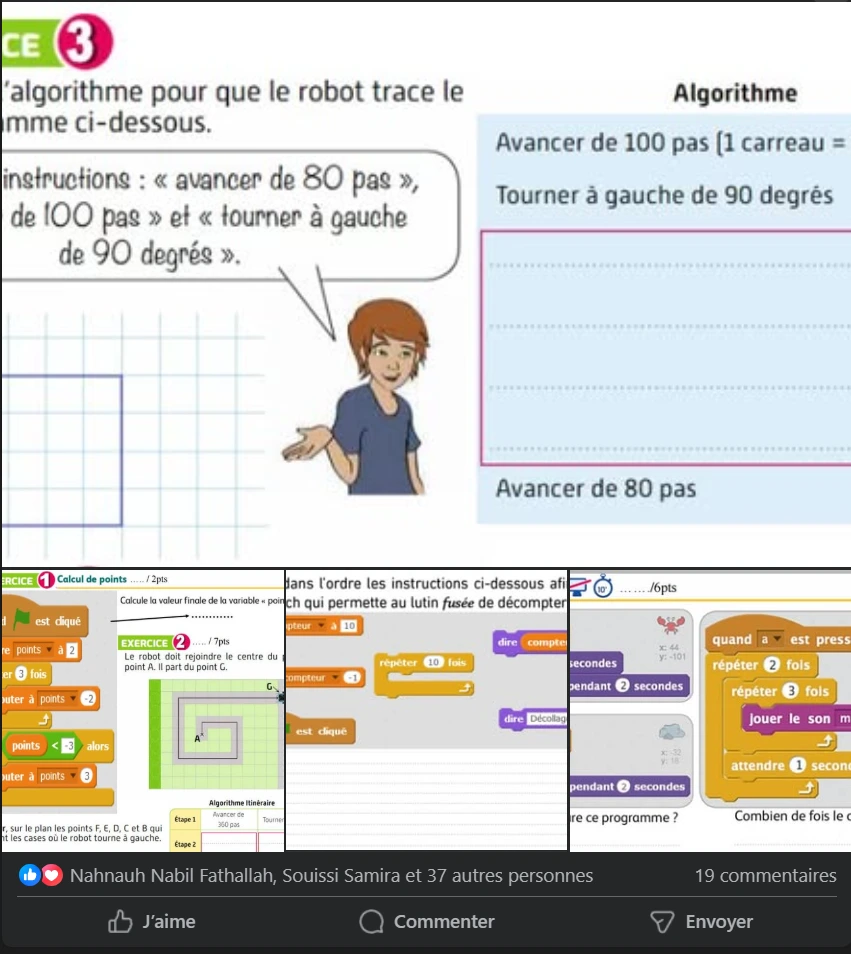 CE 3
'algorithme pour que le robot trace le
mme ci-dessous.
instructions : « avancer de 80 pas »,
de 100 pas » et « tourner à gauche
de 90 degrés ».
Algorithme
Avancer de 100 pas (1 carreau =
Tourner à gauche de 90 degrés
Avancer de 80 pas
ERCICE 1 Calcul de points ..... / 2pts
est cliqué
points à 2
3 fois
outer à points -2
points < -3 alors
outer à points 3
Calcule la valeur finale de la variable « poin
EXERCICE 2 ..... / 7pts
Le robot doit rejoindre le centre du
point A. Il part du point G.
G
A
Algorithme Itinéraire
Étape 1 Avancer de 360 pas Tourne
Étape 2
r, sur le plan les points F, E, D, C et B qui
nt les cases où le robot tourne à gauche.
dans l'ordre les instructions ci-dessous afi
ch qui permette au lutin fusée de décompter
pteur à 10
dire compte
répéter 10 fois
compteur -1
est cliqué
dire Décollag
10'
......./6pts
x: 44
y: -101
secondes
pendant 2 secondes
pendant 2 secondes
quand a est press
répéter 2 fois
répéter 3 fois
jouer le son m
attendre 1 secon
re ce programme ?
Combien de fois le c
Nahnauh Nabil Fathallah, Souissi Samira et 37 autres personnes
19 commentaires
J'aime
Commenter
Envoyer